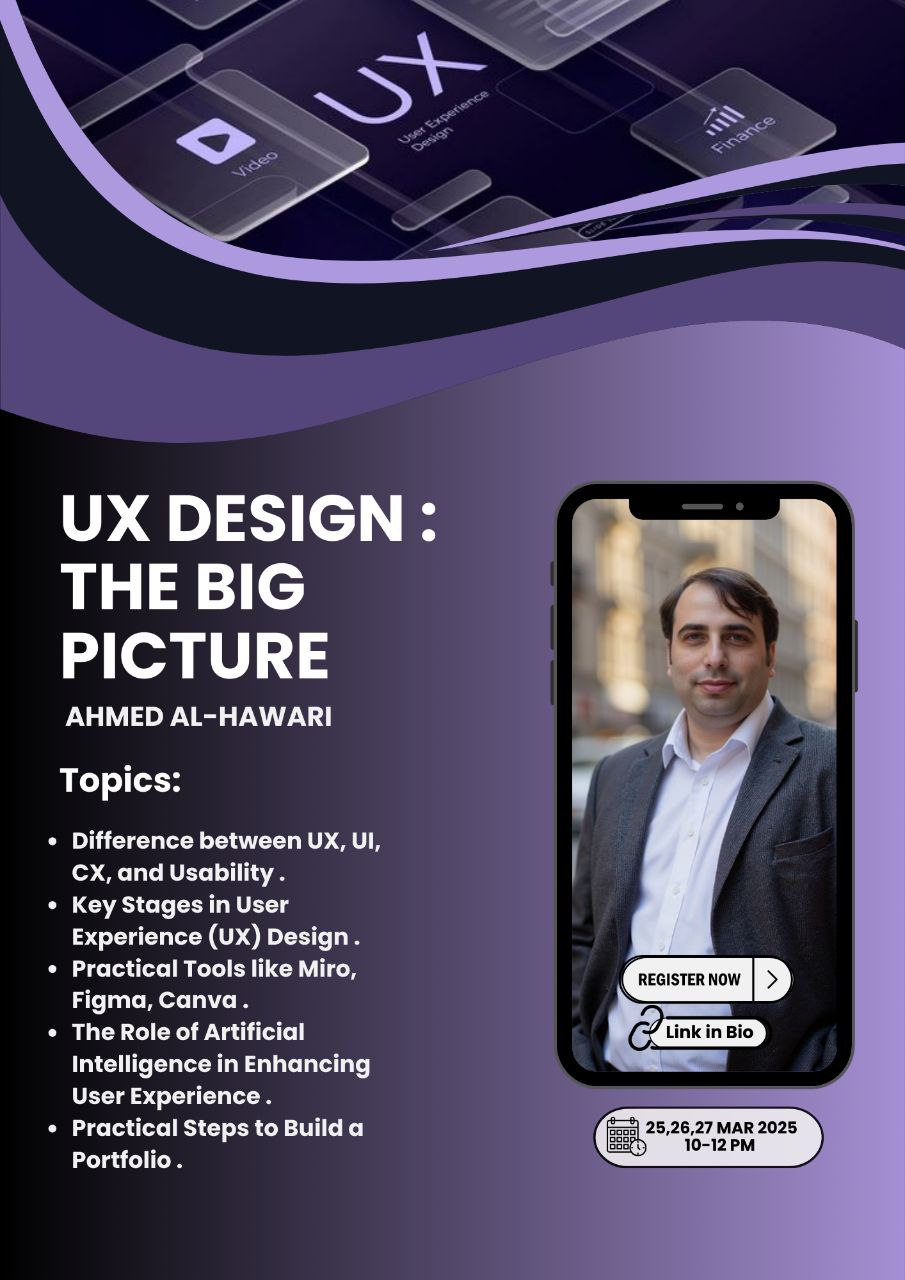 UX
User Experience
Design
Video
Finance
UX DESIGN :
THE BIG
PICTURE
AHMED AL-HAWARI
Topics:
• Difference between UX, UI,
CX, and Usability .
• Key Stages in User
Experience (UX) Design .
• Practical Tools like Miro,
Figma, Canva .
• The Role of Artificial
Intelligence in Enhancing
User Experience .
• Practical Steps to Build a
Portfolio .
REGISTER NOW
Link in Bio
25,26,27 MAR 2025
10-12 PM